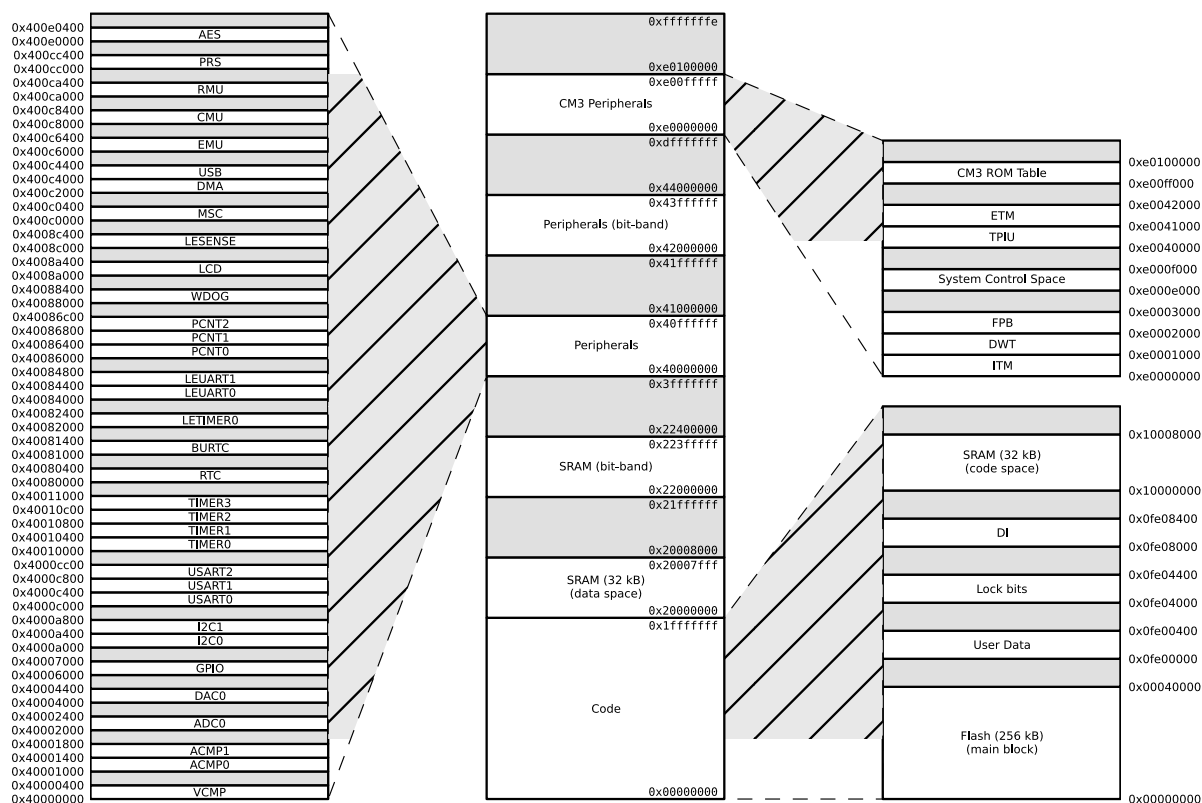 0x400e0400
AES
0x400e0000
0x400cc400
PRS
0x400cc000
0x400ca400
RMU
0x400ca000
0x400c8400
CMU
0x400c8000
0x400c6400
EMU
0x400c6000
0x400c4400
USB
0x400c4000
DMA
0x400c2000
0x400c0400
MSC
0x400c0000
0x4008c400
LESENSE
0x4008c000
0x4008a400
LCD
0x4008a000
0x40088400
WDOG
0x40088000
0x40086c00
PCNT2
0x40086800
PCNT1
0x40086400
PCNT0
0x40086000
0x40084800
LEUART1
0x40084400
LEUART0
0x40084000
0x40082400
LETIMER0
0x40082000
0x40081400
BURTC
0x40081000
0x40080400
RTC
0x40080000
0x40011000
TIMER3
0x40010c00
TIMER2
0x40010800
TIMER1
0x40010400
TIMER0
0x40010000
0x4000cc00
USART2
0x4000c800
USART1
0x4000c400
USART0
0x4000c000
0x4000a800
I2C1
0x4000a400
I2C0
0x4000a000
0x40007000
GPIO
0x40006000
0x40004400
DAC0
0x40004000
0x40002400
ADC0
0x40002000
0x40001800
ACMP1
0x40001400
ACMP0
0x40001000
0x40000400
VCMP
0x40000000
0xfffffffe
0xe0100000
0xe00fffff
CM3 Peripherals
0xe0000000
0xdfffffff
0x44000000
0x43ffffff
Peripherals (bit-band)
0x42000000
0x41ffffff
0x41000000
0x40ffffff
Peripherals
0x40000000
0x3fffffff
0x22400000
0x223fffff
SRAM (bit-band)
0x22000000
0x21ffffff
0x20008000
0x20007fff
SRAM (32 kB)
(data space)
0x20000000
0x1fffffff
Code
0x00000000
0xe0100000
CM3 ROM Table
0xe00ff000
0xe0042000
ETM
0xe0041000
TPIU
0xe0040000
0xe000f000
System Control Space
0xe000e000
0xe0003000
FPB
0xe0002000
DWT
0xe0001000
ITM
0xe0000000
0x10008000
SRAM (32 kB)
(code space)
0x10000000
0x0fe08400
DI
0x0fe08000
0x0fe04400
Lock bits
0x0fe04000
0x0fe00400
User Data
0x0fe00000
0x00040000
Flash (256 kB)
(main block)
0x00000000